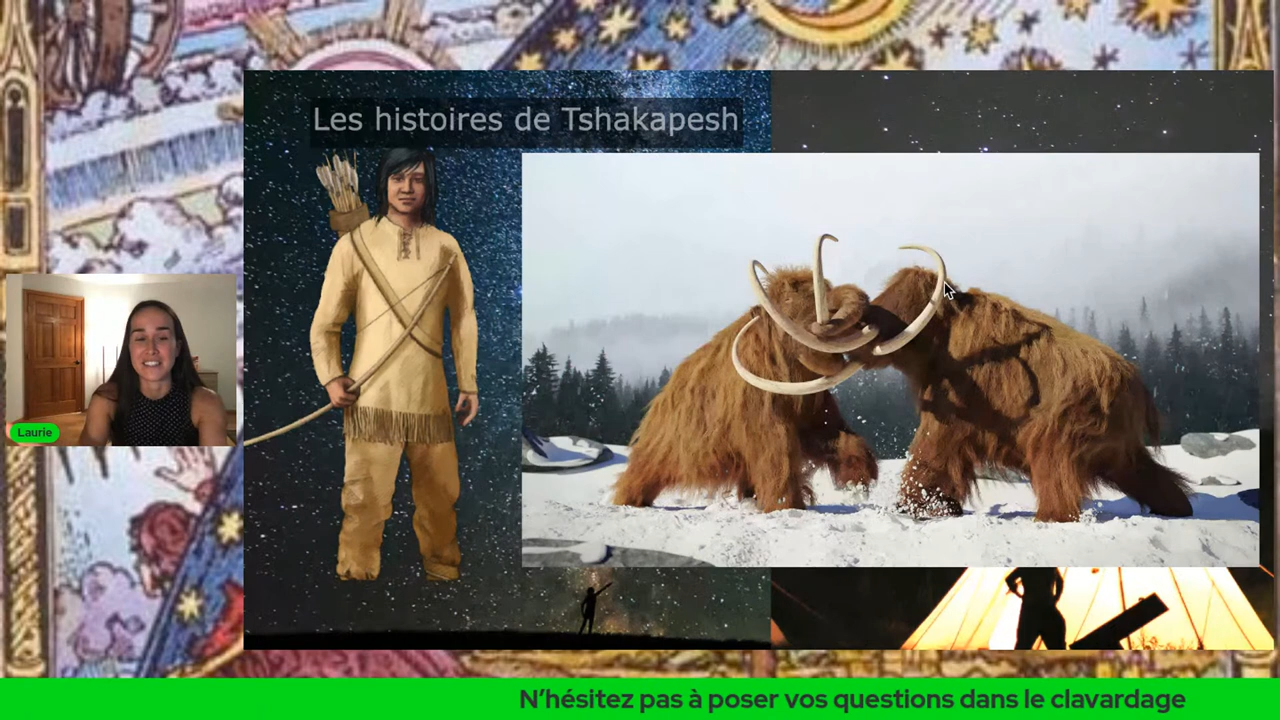 Les histoires de Tshakapesh
Laurie
N'hésitez pas à poser vos questions dans le clavardage